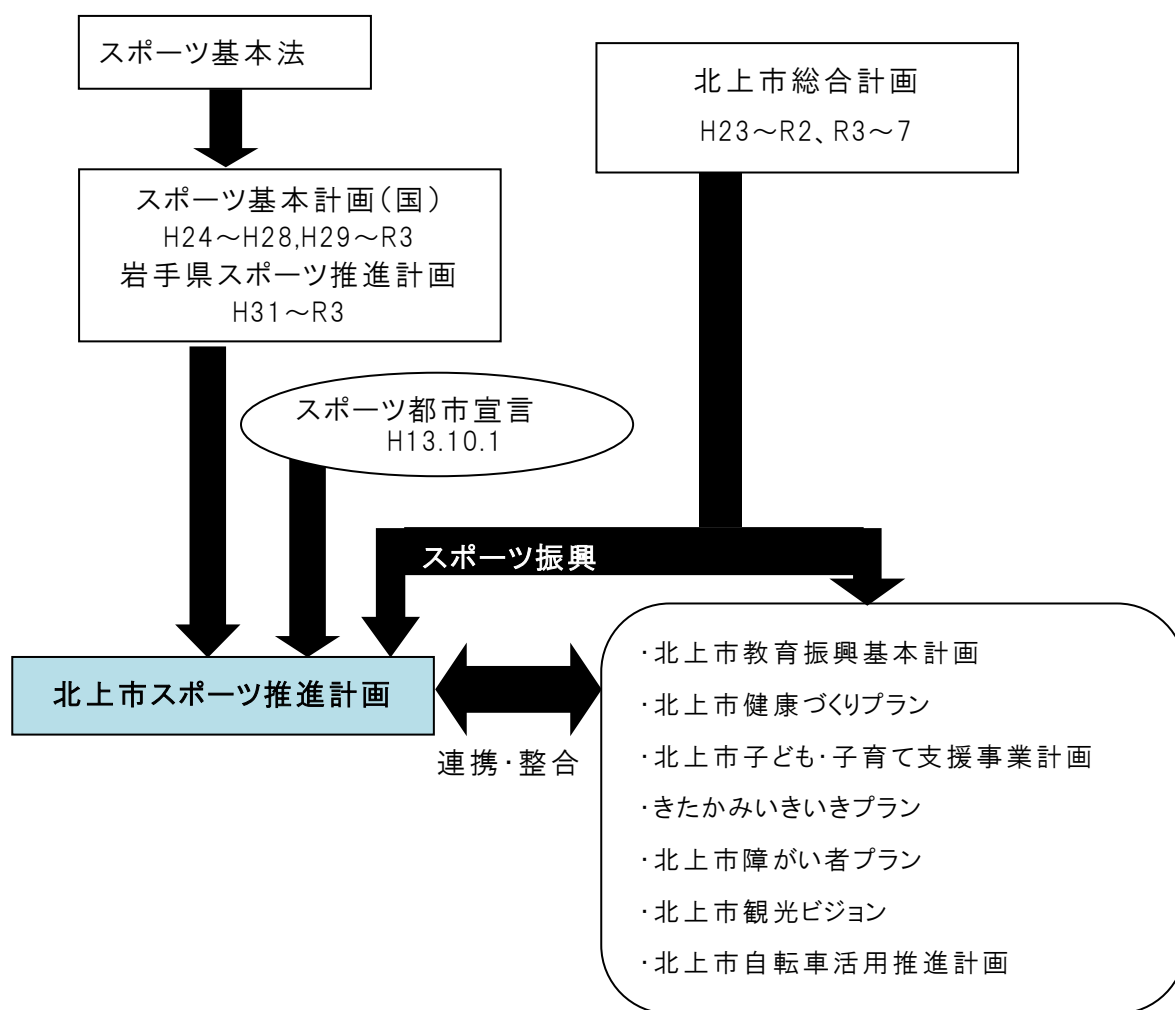 スポーツ基本法
北上市総合計画
H23～R2、R3～7
スポーツ基本計画(国)
H24～H28,H29～R3
岩手県スポーツ推進計画
H31～R3
スポーツ都市宣言
H13.10.1
スポーツ振興
北上市スポーツ推進計画
連携・整合
・北上市教育振興基本計画
・北上市健康づくりプラン
・北上市子ども・子育て支援事業計画
・きたかみいきいきプラン
・北上市障がい者プラン
・北上市観光ビジョン
・北上市自転車活用推進計画